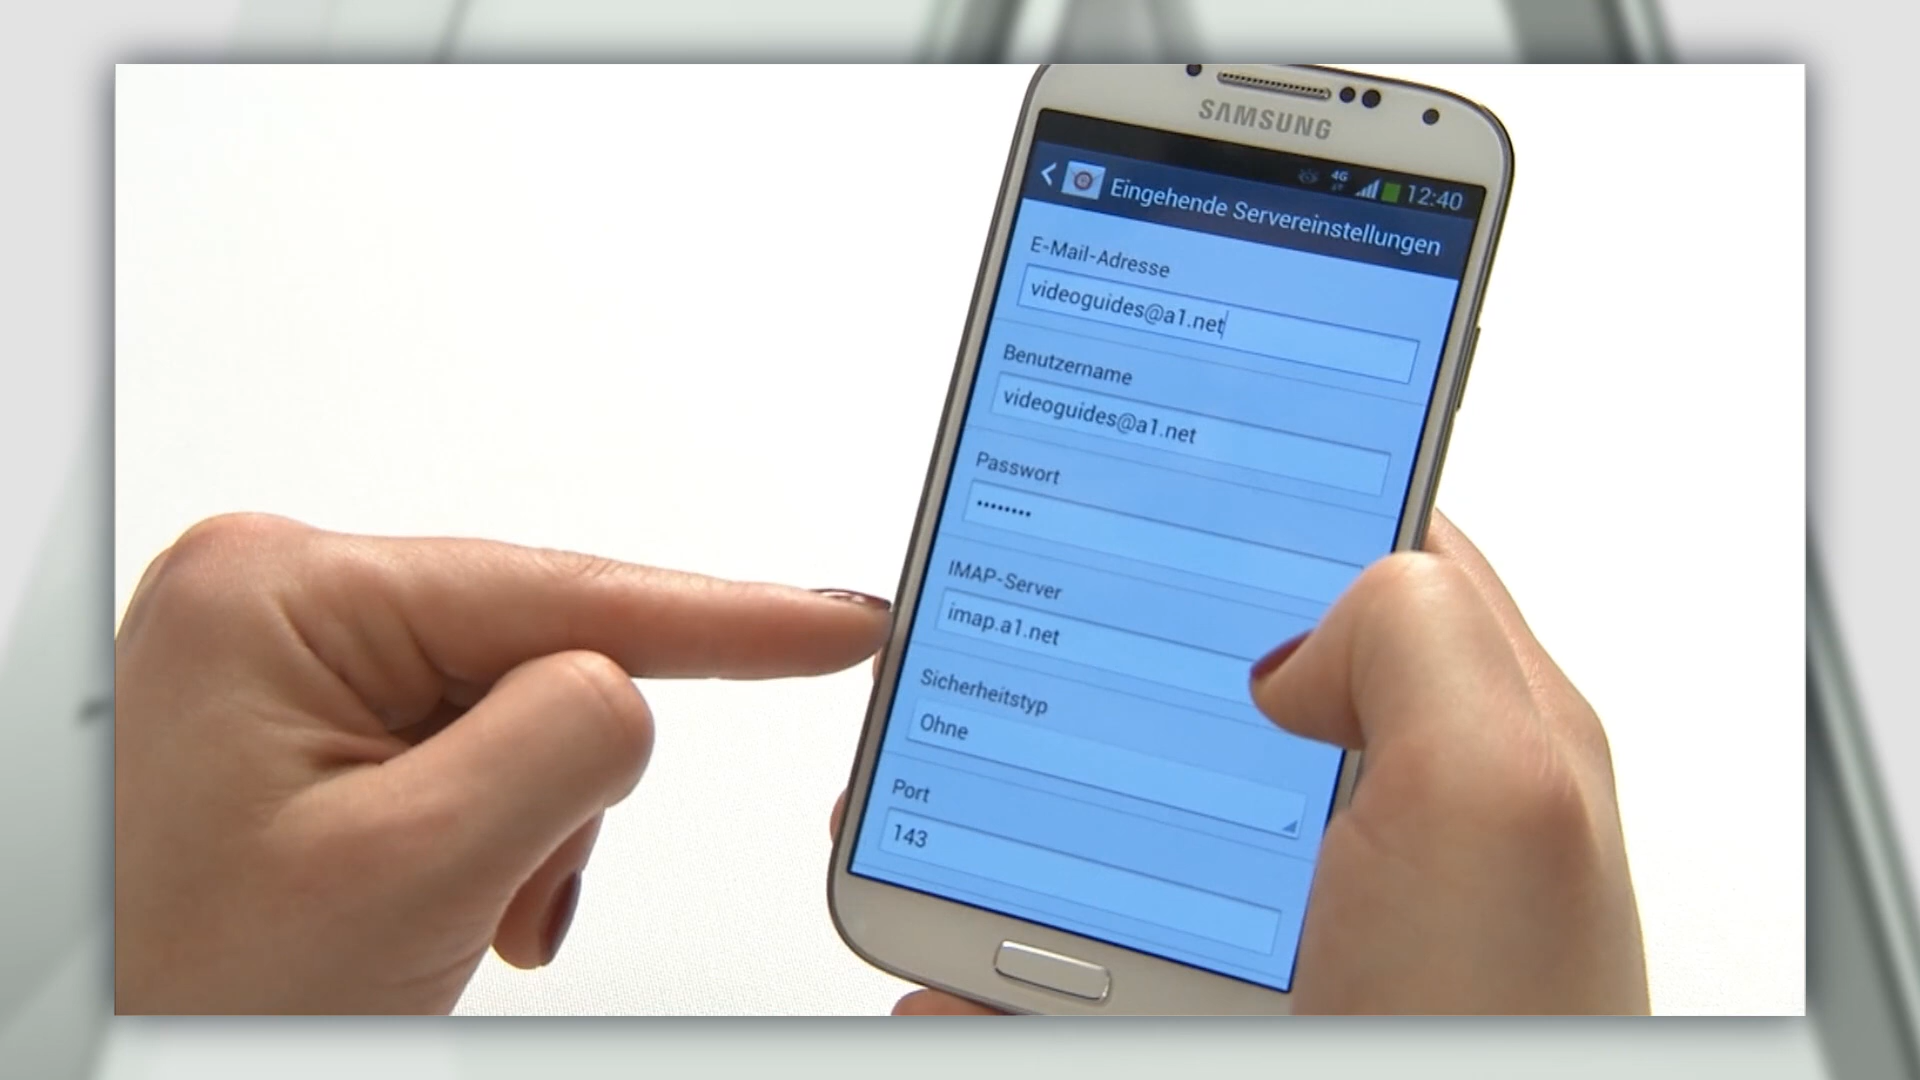 SAMSUNG
4G 12:40
Eingehende Servereinstellungen
E-Mail-Adresse
videoguides@a1.net
Benutzername
videoguides@a1.net
Passwort
••••••••
IMAP-Server
imap.a1.net
Sicherheitstyp
Ohne
Port
143